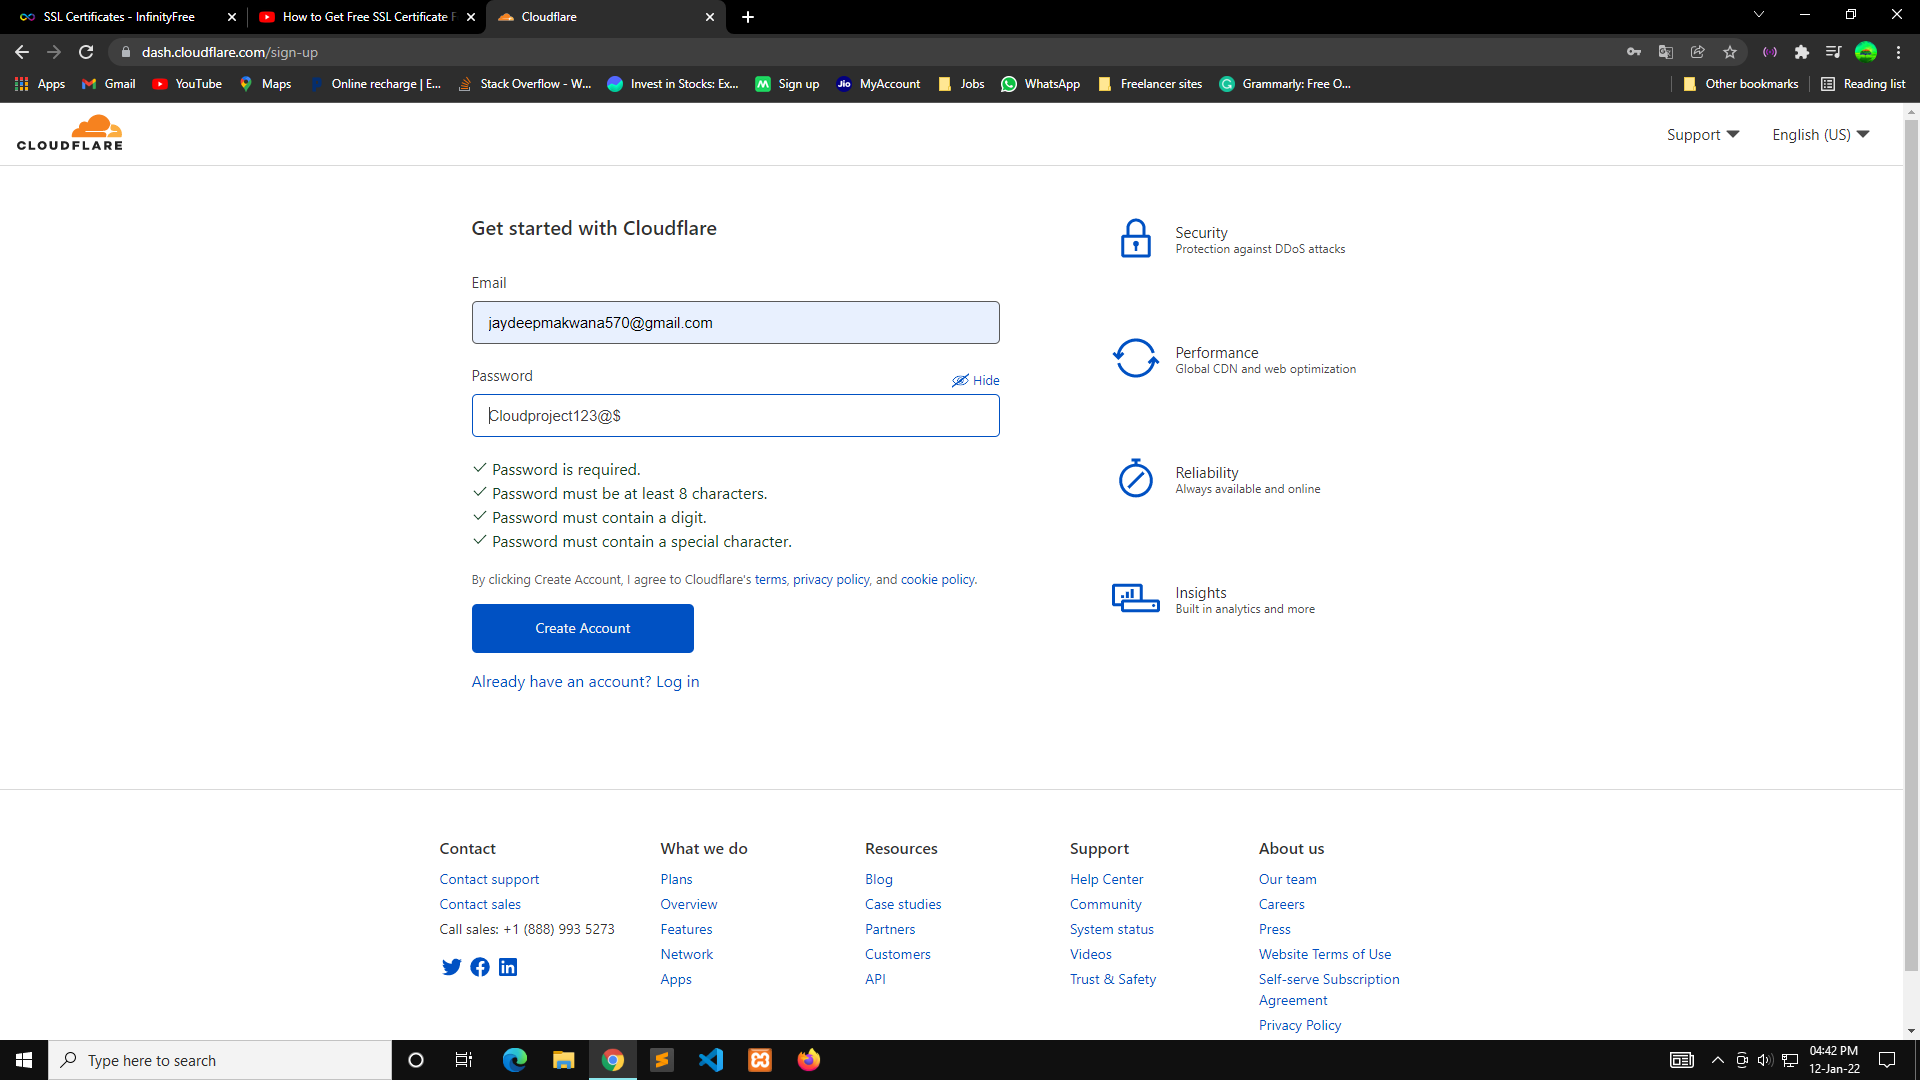 SSL Certificates - InfinityFree
How to Get Free SSL Certificate F
Cloudflare
dash.cloudflare.com/sign-up
Apps
Gmail
YouTube
Maps
Online recharge | E...
Stack Overflow - W...
Invest in Stocks: Ex...
Sign up
Jio
MyAccount
Jobs
WhatsApp
Freelancer sites
Grammarly: Free O...
Other bookmarks
Reading list
CLOUDFLARE
Support
English (US)
Get started with Cloudflare
Email
jaydeepmakwana570@gmail.com
Password
Hide
Cloudproject123@$
Password is required.
Password must be at least 8 characters.
Password must contain a digit.
Password must contain a special character.
By clicking Create Account, I agree to Cloudflare's terms, privacy policy, and cookie policy.
Create Account
Already have an account? Log in
Security
Protection against DDoS attacks
Performance
Global CDN and web optimization
Reliability
Always available and online
Insights
Built in analytics and more
Contact
Contact support
Contact sales
Call sales: +1 (888) 993 5273
What we do
Plans
Overview
Features
Network
Apps
Resources
Blog
Case studies
Partners
Customers
API
Support
Help Center
Community
System status
Videos
Trust & Safety
About us
Our team
Careers
Press
Website Terms of Use
Self-serve Subscription
Agreement
Privacy Policy
Type here to search
04:42 PM
12-Jan-22